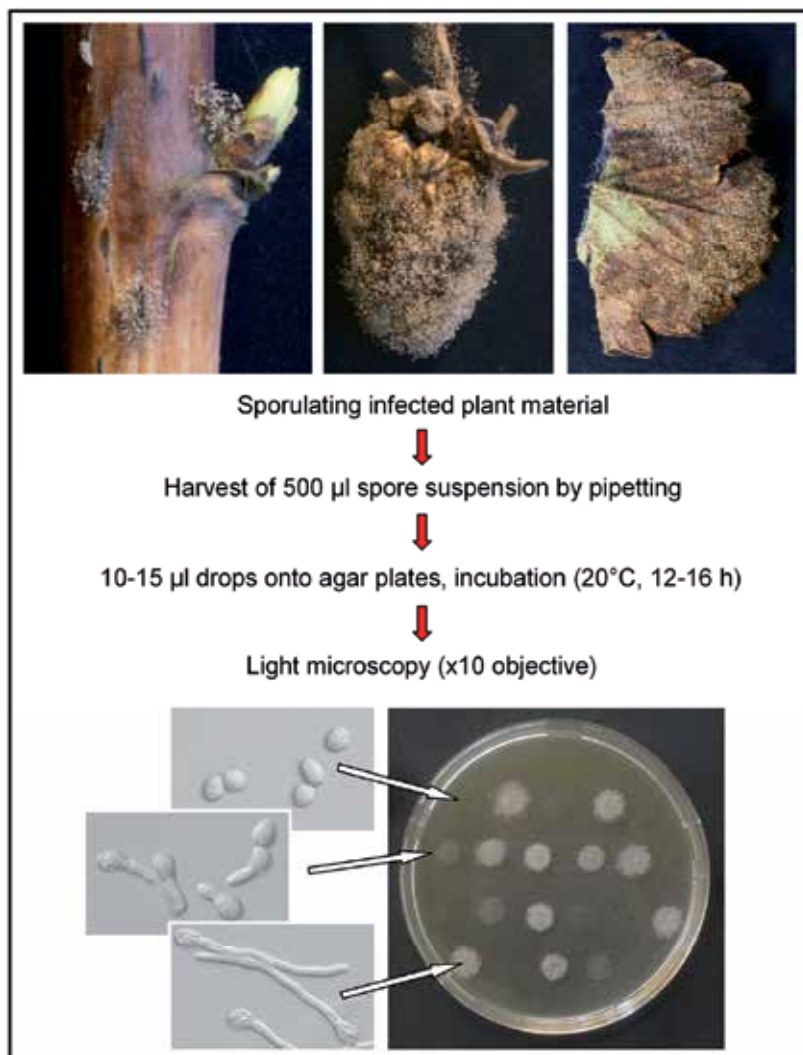 Sporulating infected plant material
Harvest of 500 µl spore suspension by pipetting
10-15 µl drops onto agar plates, incubation (20°C, 12-16 h)
Light microscopy (x10 objective)